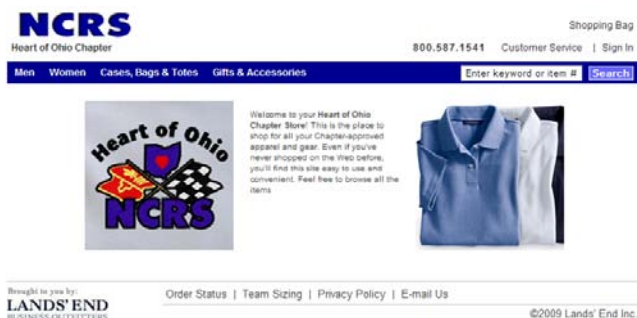 NCRS
Shopping Bag
Heart of Ohio Chapter
800.587.1541 Customer Service | Sign In
Men Women Cases, Bags & Totes Gifts & Accessories Enter keyword or item # Search
Heart of Ohio
NCRS
Welcome to your Heart of Ohio
Chapter Store! This is the place to
shop for all your Chapter-approved
apparel and gear. Even if you've
never shopped on the Web before,
you'll find this site easy to use and
convenient. Feel free to browse all the
items
Brought to you by:
LANDS' END
BUSINESS OUTFITTERS
Order Status | Team Sizing | Privacy Policy | E-mail Us
©2009 Lands' End Inc.